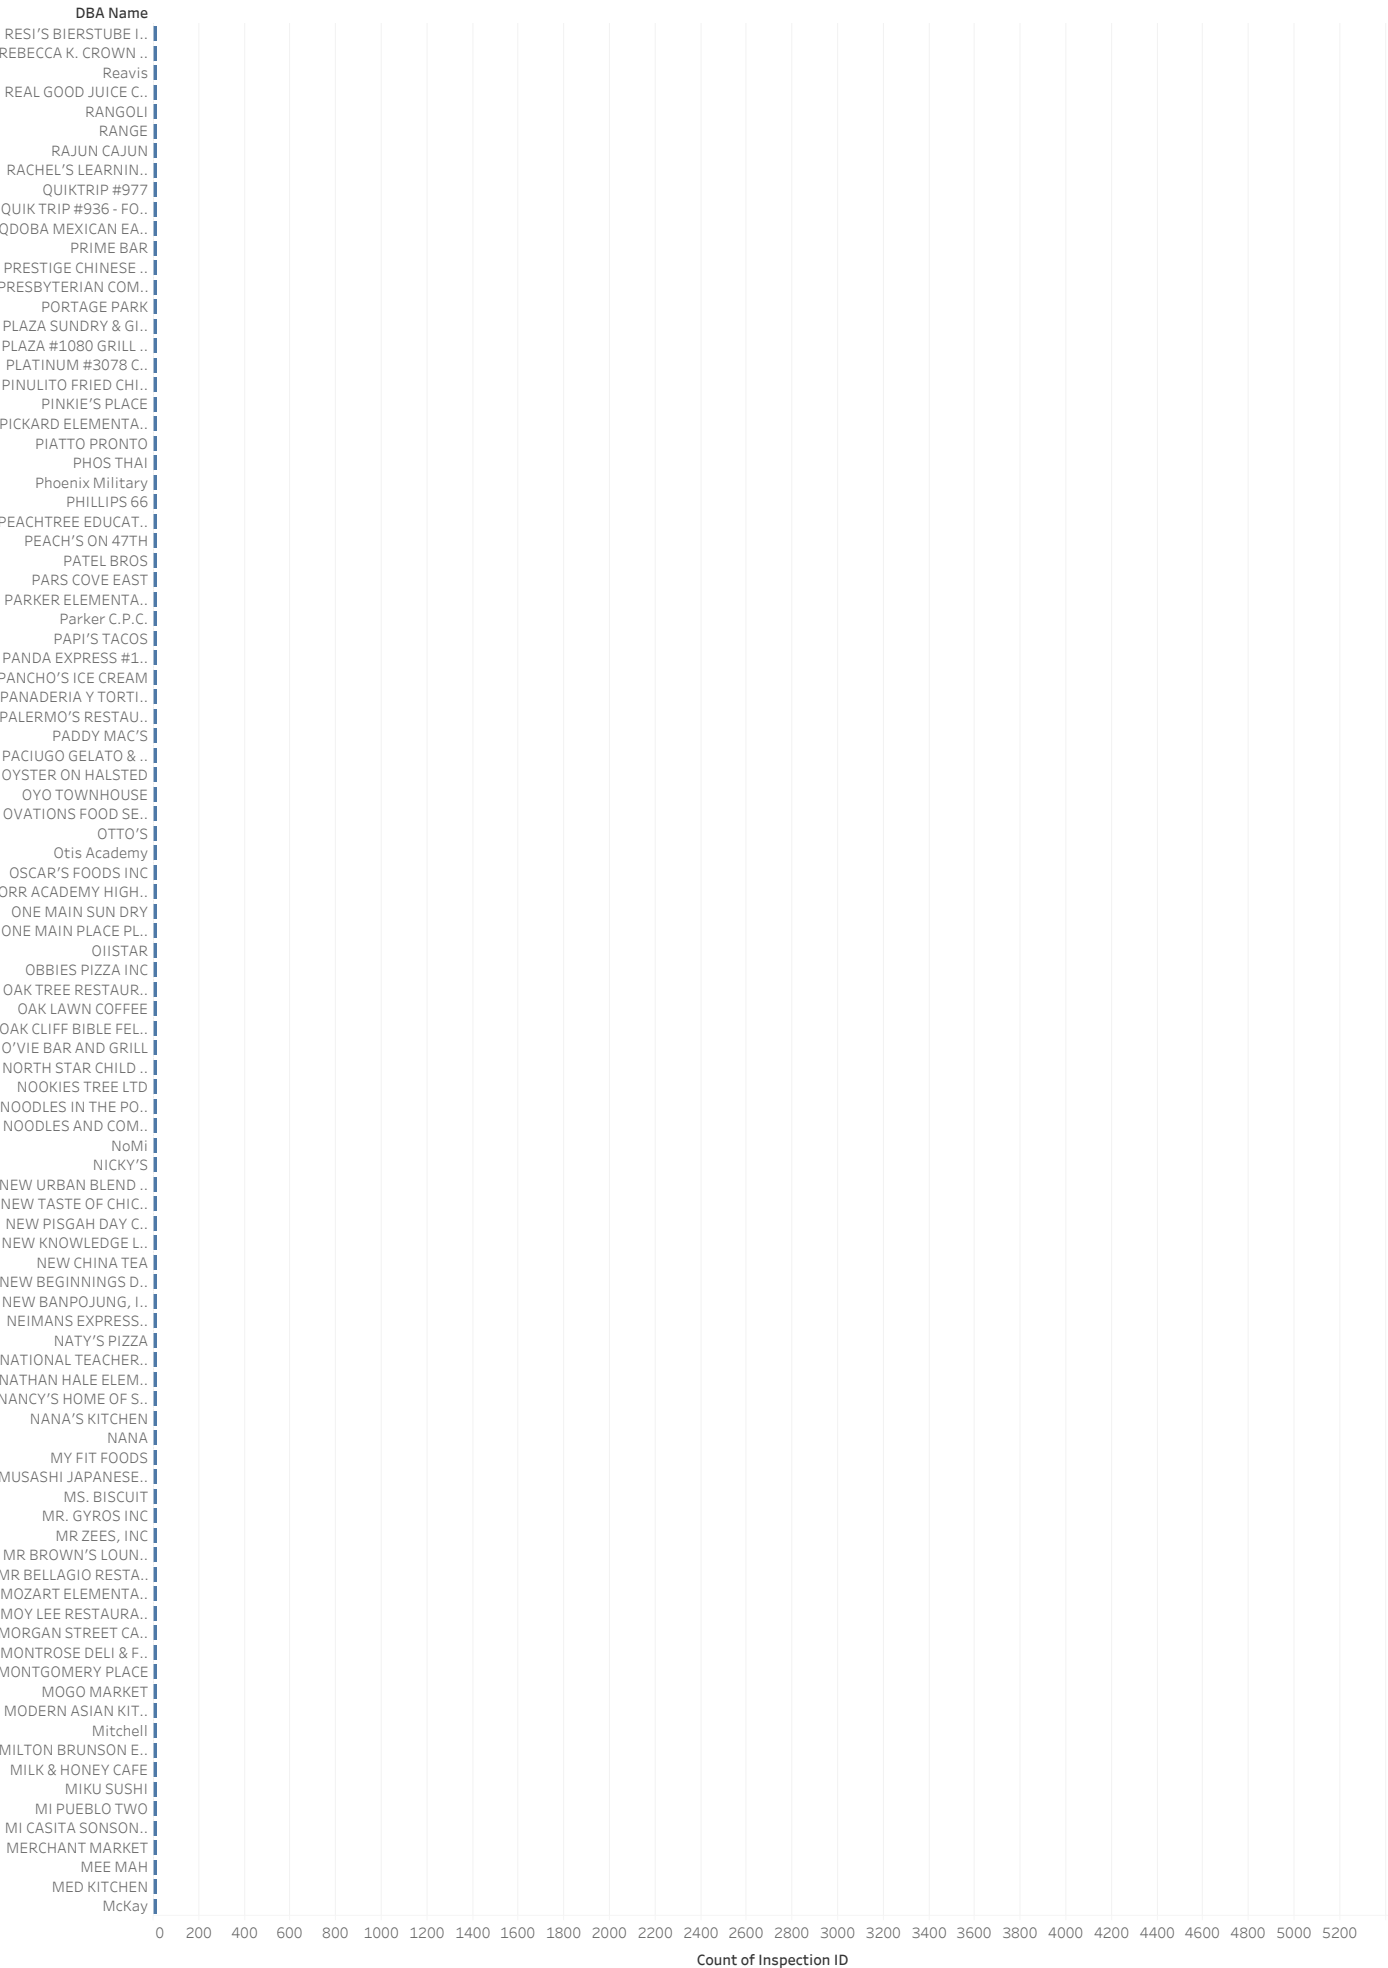 DBA Name
RESI'S BIERSTUBE I..
REBECCA K. CROWN ..
Reavis
REAL GOOD JUICE C..
RANGOLI
RANGE
RAJUN CAJUN
RACHEL'S LEARNIN..
QUIKTRIP #977
QUIK TRIP #936 - FO..
QDOBA MEXICAN EA..
PRIME BAR
PRESTIGE CHINESE ..
PRESBYTERIAN COM..
PORTAGE PARK
PLAZA SUNDRY & GI..
PLAZA #1080 GRILL ..
PLATINUM #3078 C..
PINULITO FRIED CHI..
PINKIE'S PLACE
PICKARD ELEMENTA..
PIATTO PRONTO
PHOS THAI
Phoenix Military
PHILLIPS 66
PEACHTREE EDUCAT..
PEACH'S ON 47TH
PATEL BROS
PARS COVE EAST
PARKER ELEMENTA..
Parker C.P.C.
PAPI'S TACOS
PANDA EXPRESS #1..
PANCHO'S ICE CREAM
PANADERIA Y TORTI..
PALERMO'S RESTAU..
PADDY MAC'S
PACIUGO GELATO & ..
OYSTER ON HALSTED
OYO TOWNHOUSE
OVATIONS FOOD SE..
OTTO'S
Otis Academy
OSCAR'S FOODS INC
ORR ACADEMY HIGH..
ONE MAIN SUN DRY
ONE MAIN PLACE PL..
OIISTAR
OBBIES PIZZA INC
OAK TREE RESTAUR..
OAK LAWN COFFEE
OAK CLIFF BIBLE FEL..
O'VIE BAR AND GRILL
NORTH STAR CHILD ..
NOOKIES TREE LTD
NOODLES IN THE PO..
NOODLES AND COM..
NoMi
NICKY'S
NEW URBAN BLEND ..
NEW TASTE OF CHIC..
NEW PISGAH DAY C..
NEW KNOWLEDGE L..
NEW CHINA TEA
NEW BEGINNINGS D..
NEW BANPOJUNG, I..
NEIMANS EXPRESS..
NATY'S PIZZA
NATIONAL TEACHER..
NATHAN HALE ELEM..
NANCY'S HOME OF S..
NANA'S KITCHEN
NANA
MY FIT FOODS
MUSASHI JAPANESE..
MS. BISCUIT
MR. GYROS INC
MR ZEES, INC
MR BROWN'S LOUN..
MR BELLAGIO RESTA..
MOZART ELEMENTA..
MOY LEE RESTAURA..
MORGAN STREET CA..
MONTROSE DELI & F..
MONTGOMERY PLACE
MOGO MARKET
MODERN ASIAN KIT..
Mitchell
MILTON BRUNSON E..
MILK & HONEY CAFE
MIKU SUSHI
MI PUEBLO TWO
MI CASITA SONSON..
MERCHANT MARKET
MEE MAH
MED KITCHEN
McKay
0 200 400 600 800 1000 1200 1400 1600 1800 2000 2200 2400 2600 2800 3000 3200 3400 3600 3800 4000 4200 4400 4600 4800 5000 5200
Count of Inspection ID